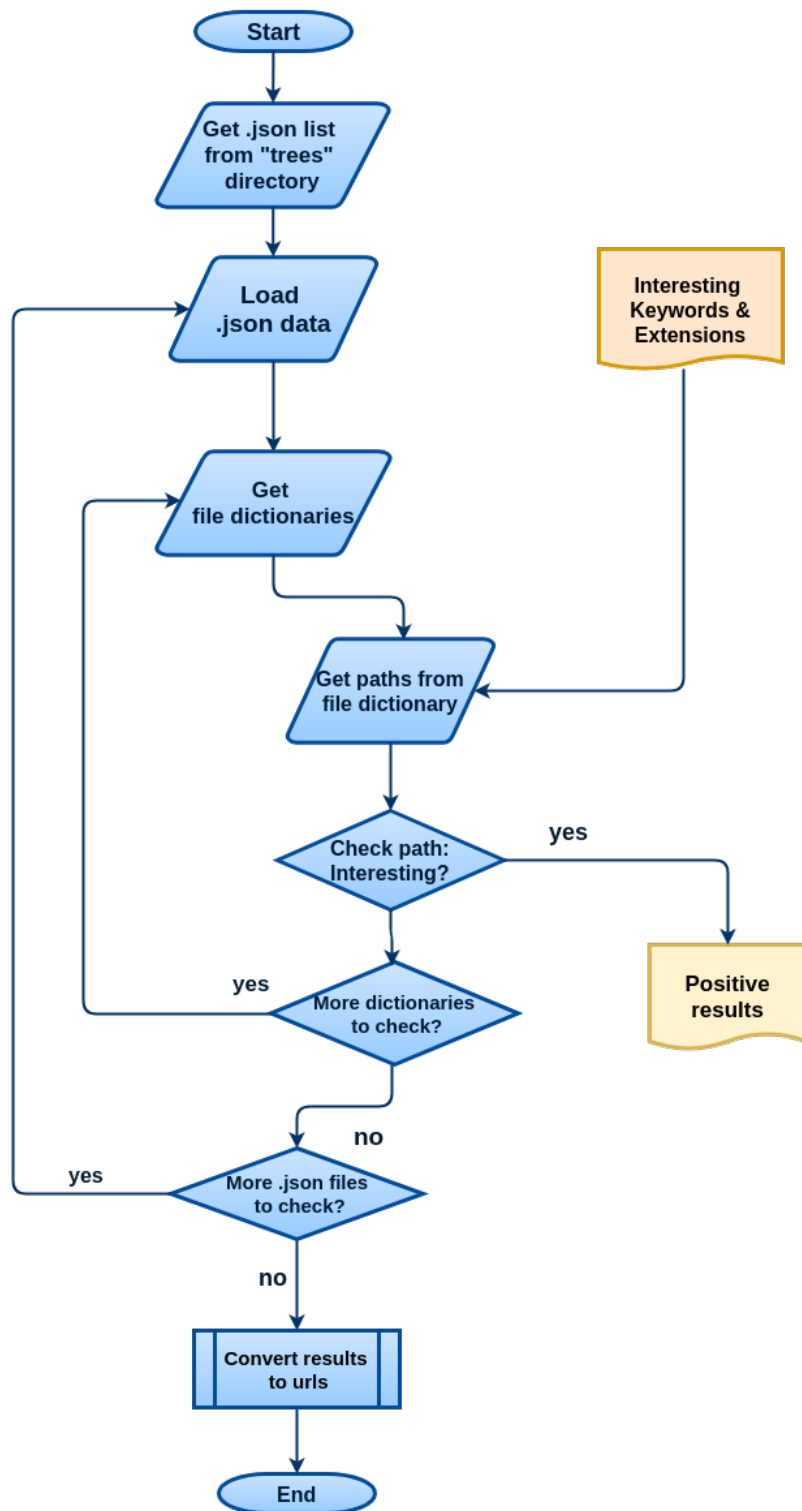 Start
Get .json list
from "trees"
directory
Load
.json data
Interesting
Keywords &
Extensions
Get
file dictionaries
Get paths from
file dictionary
Check path:
Interesting?
yes
yes
More dictionaries
to check?
Positive
results
no
yes
More .json files
to check?
no
Convert results
to urls
End